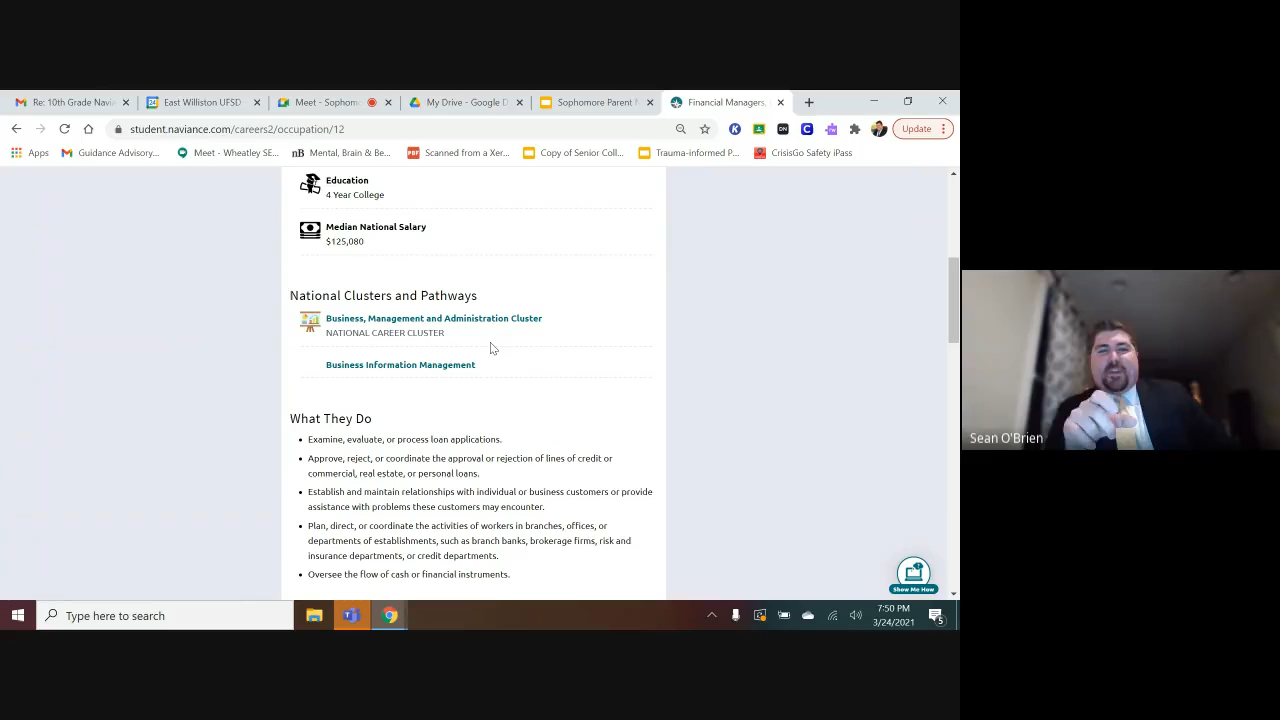 Re: 10th Grade Navia
East Williston UFSD
Meet - Sophom
My Drive - Google D
Sophomore Parent N
Financial Managers,
student.naviance.com/careers2/occupation/12
Update
Apps
Guidance Advisory...
Meet - Wheatley SE...
nB Mental, Brain & Be...
PDF Scanned from a Xer...
Copy of Senior Coll...
Trauma-informed P...
CrisisGo Safety iPass
Education
4 Year College
Median National Salary
$125,080
National Clusters and Pathways
Business, Management and Administration Cluster
NATIONAL CAREER CLUSTER
Business Information Management
What They Do
Examine, evaluate, or process loan applications.
Approve, reject, or coordinate the approval or rejection of lines of credit or
commercial, real estate, or personal loans.
Establish and maintain relationships with individual or business customers or provide
assistance with problems these customers may encounter.
Plan, direct, or coordinate the activities of workers in branches, offices, or
departments of establishments, such as branch banks, brokerage firms, risk and
insurance departments, or credit departments.
Oversee the flow of cash or financial instruments.
Show Me How
Sean O'Brien
Type here to search
7:50 PM
3/24/2021
5